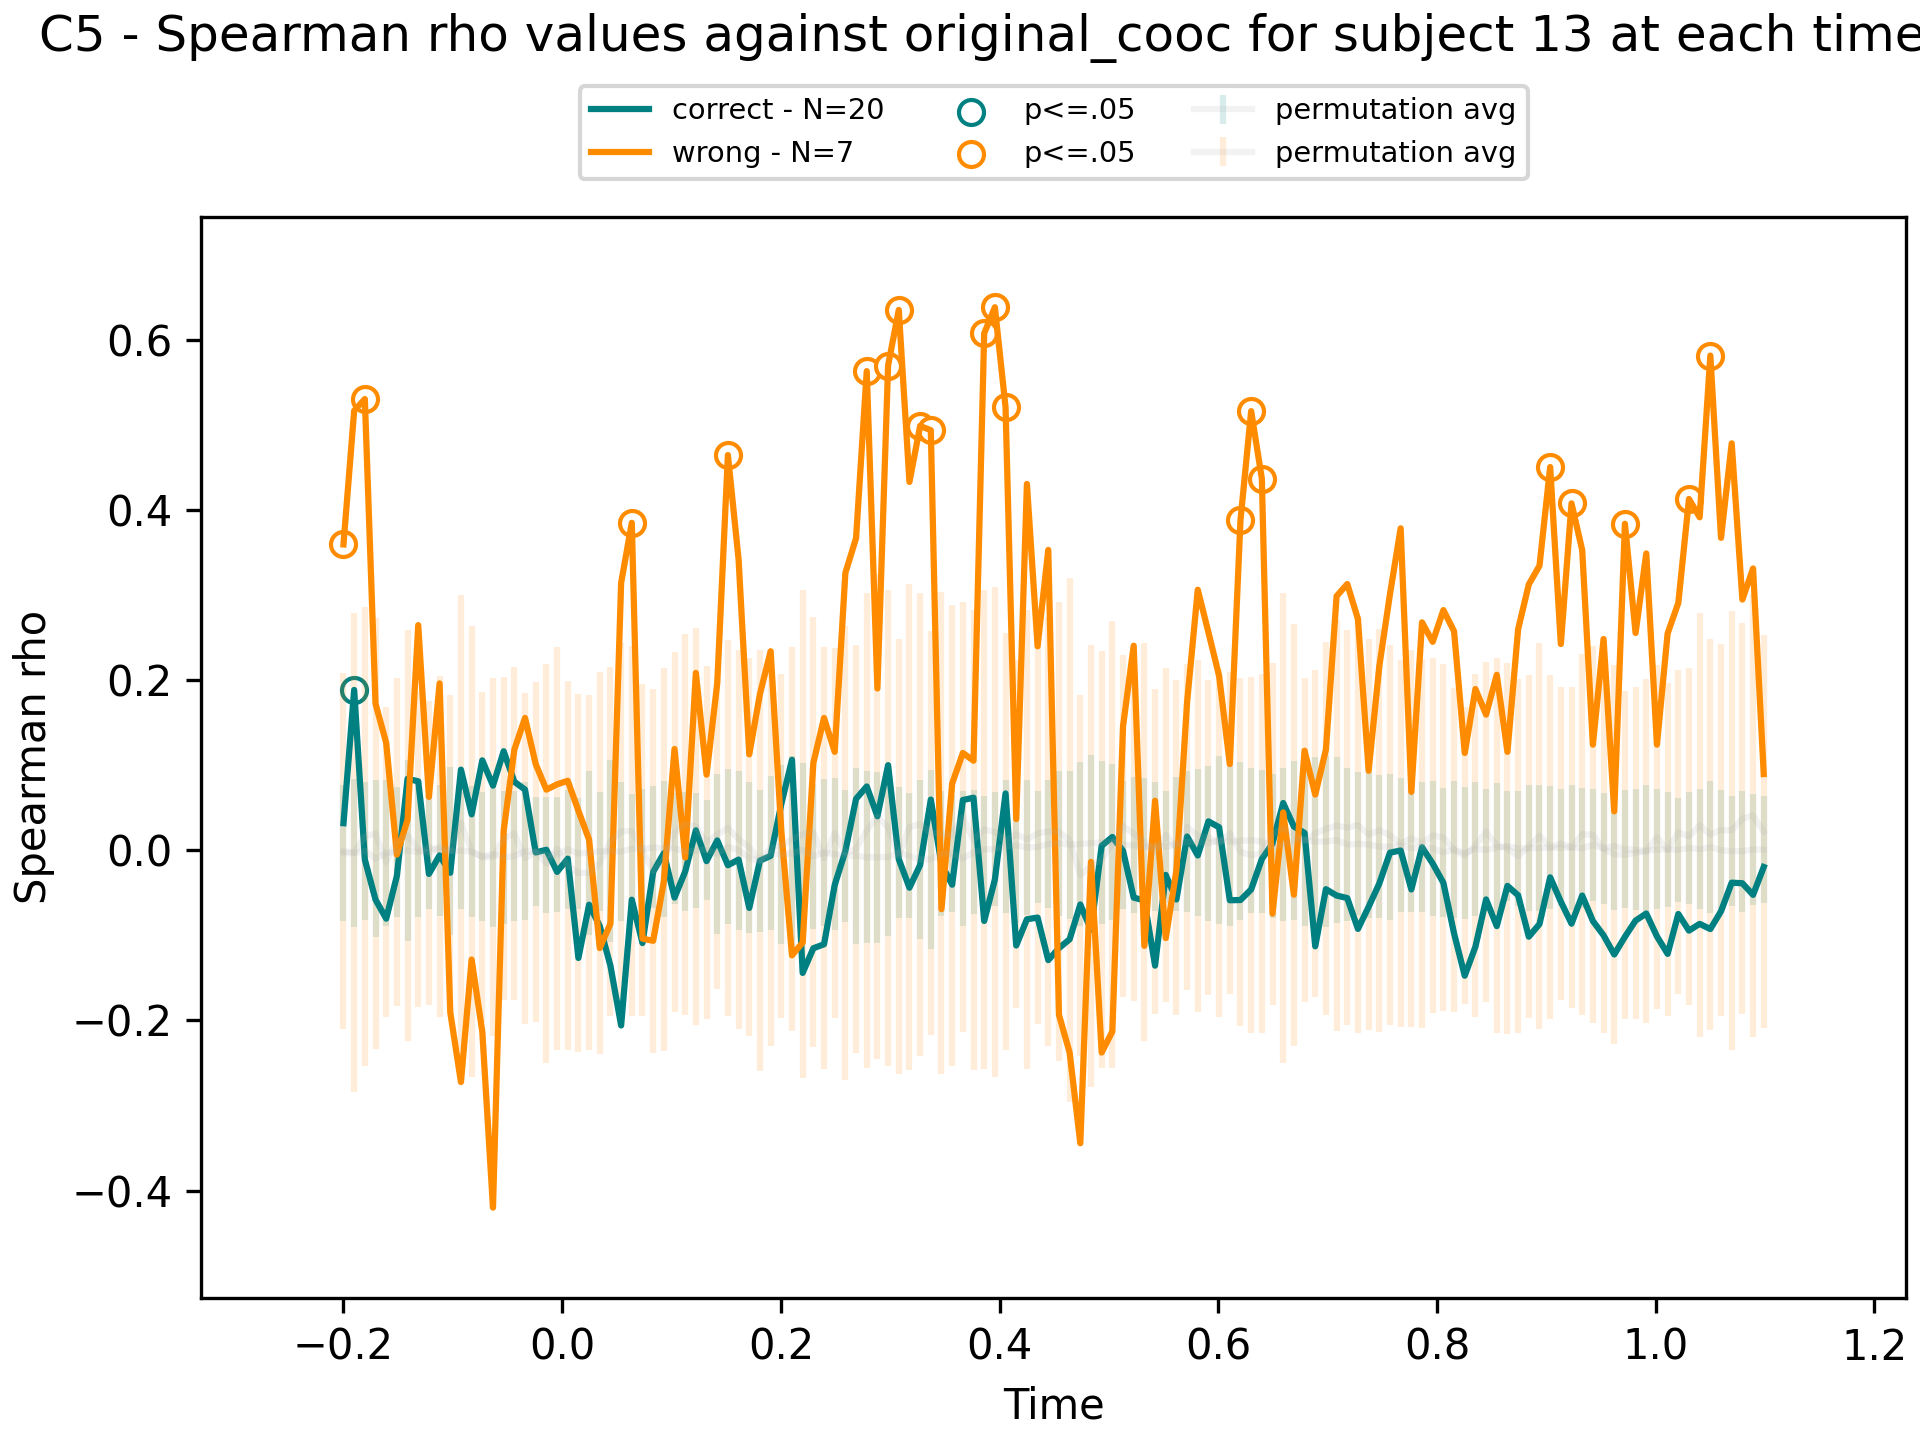 C5 - Spearman rho values against original_cooc for subject 13 at each time
correct - N=20 p<=.05 permutation avg
wrong - N=7 p<=.05 permutation avg
Spearman rho
0.6
0.4
0.2
0.0
−0.2
−0.4
−0.2 0.0 0.2 0.4 0.6 0.8 1.0 1.2
Time